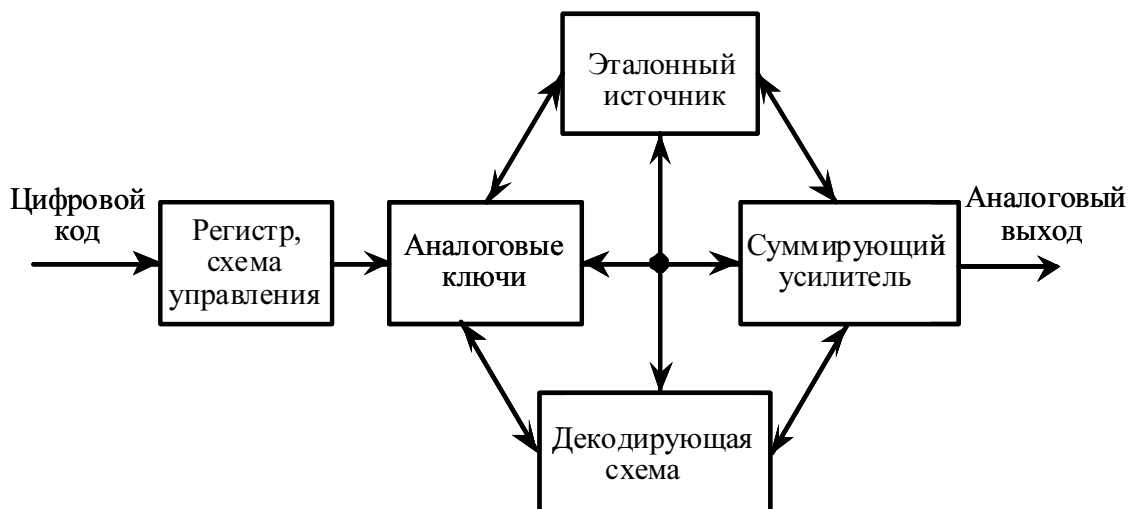 Эталонный
источник
Цифровой
код
Регистр,
схема
управления
Аналоговые
ключи
Суммирующий
усилитель
Аналоговый
выход
Декодирующая
схема